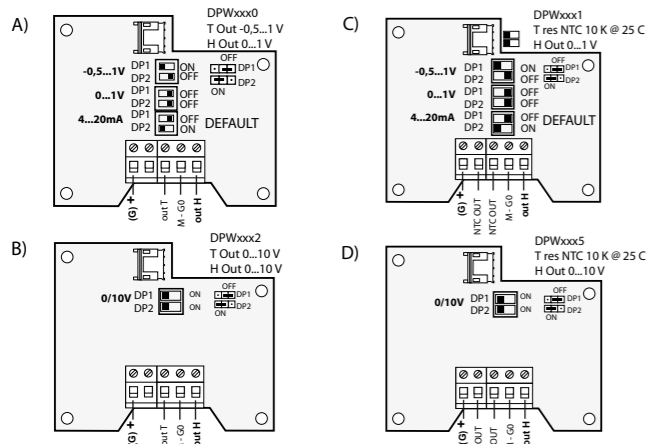 A)
DPWxxx0
T Out -0,5...1 V
H Out 0...1 V
OFF
DP1
DP2
ON
-0,5...1V
DP1 ON
DP2 OFF
0...1V
DP1 OFF
DP2 OFF
4...20mA
DP1 OFF
DP2 ON
DEFAULT
(G) +
out T
M - G0
out H
C)
DPWxxx1
T res NTC 10 K @ 25 C
H Out 0...1 V
OFF
DP1
DP2
ON
-0,5...1V
DP1 ON
DP2 OFF
0...1V
DP1 OFF
DP2 OFF
4...20mA
DP1 OFF
DP2 ON
DEFAULT
(G) +
NTC OUT
NTC OUT
M - G0
out H
B)
DPWxxx2
T Out 0...10 V
H Out 0...10 V
OFF
DP1
DP2
ON
0/10V
DP1 ON
DP2 ON
(G) +
out T
- G0
out H
D)
DPWxxx5
T res NTC 10 K @ 25 C
H Out 0...10 V
OFF
DP1
DP2
ON
0/10V
DP1 ON
DP2 ON
(G) +
OUT
OUT
- G0
out H